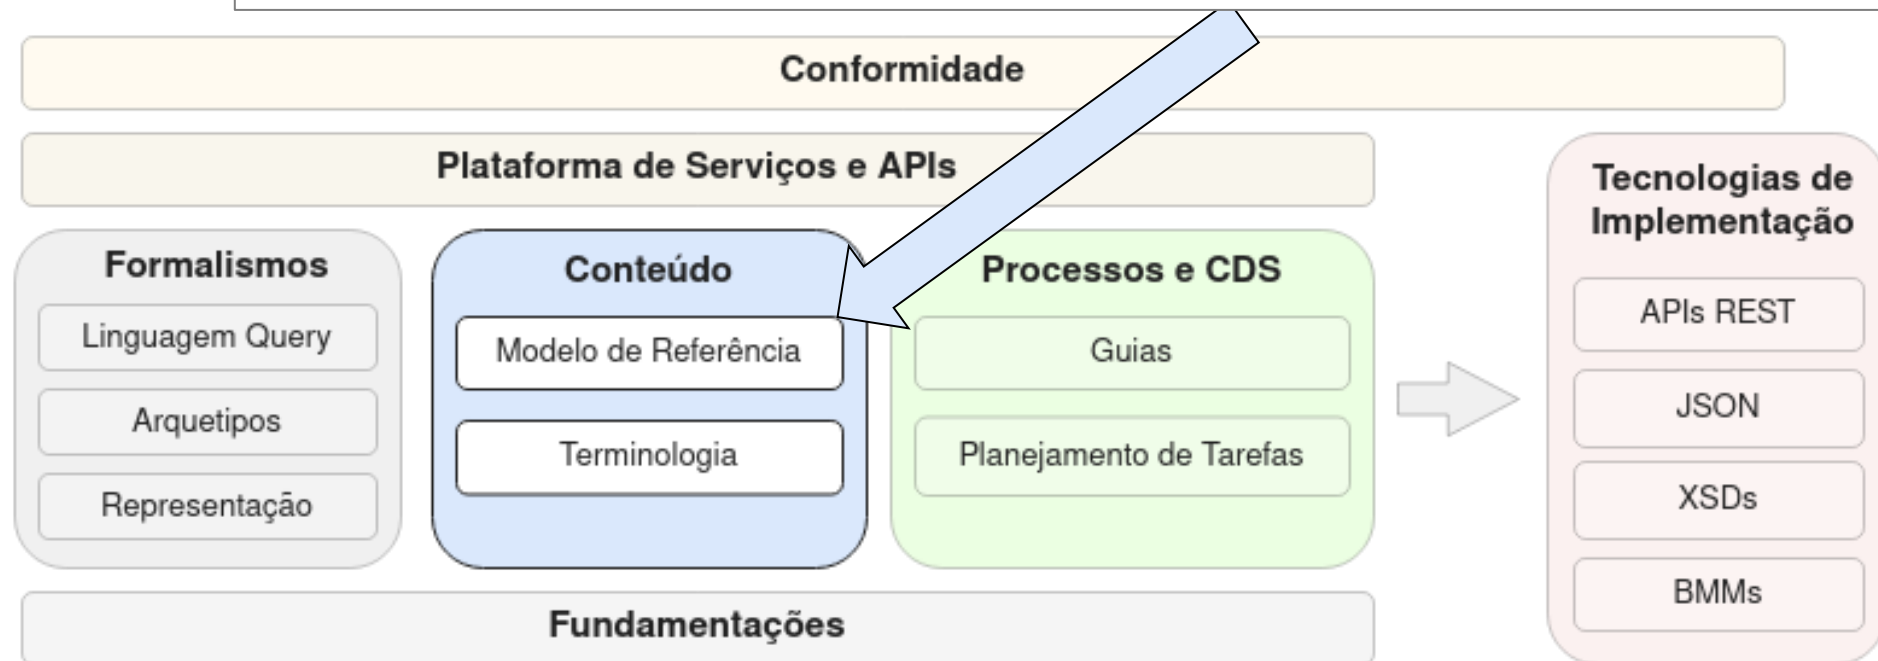 Conformidade
Plataforma de Serviços e APIs
Formalismos
Linguagem Query
Arquetipos
Representação
Conteúdo
Modelo de Referência
Terminologia
Processos e CDS
Guias
Planejamento de Tarefas
Tecnologias de
Implementação
APIs REST
JSON
XSDs
BMMs
Fundamentações